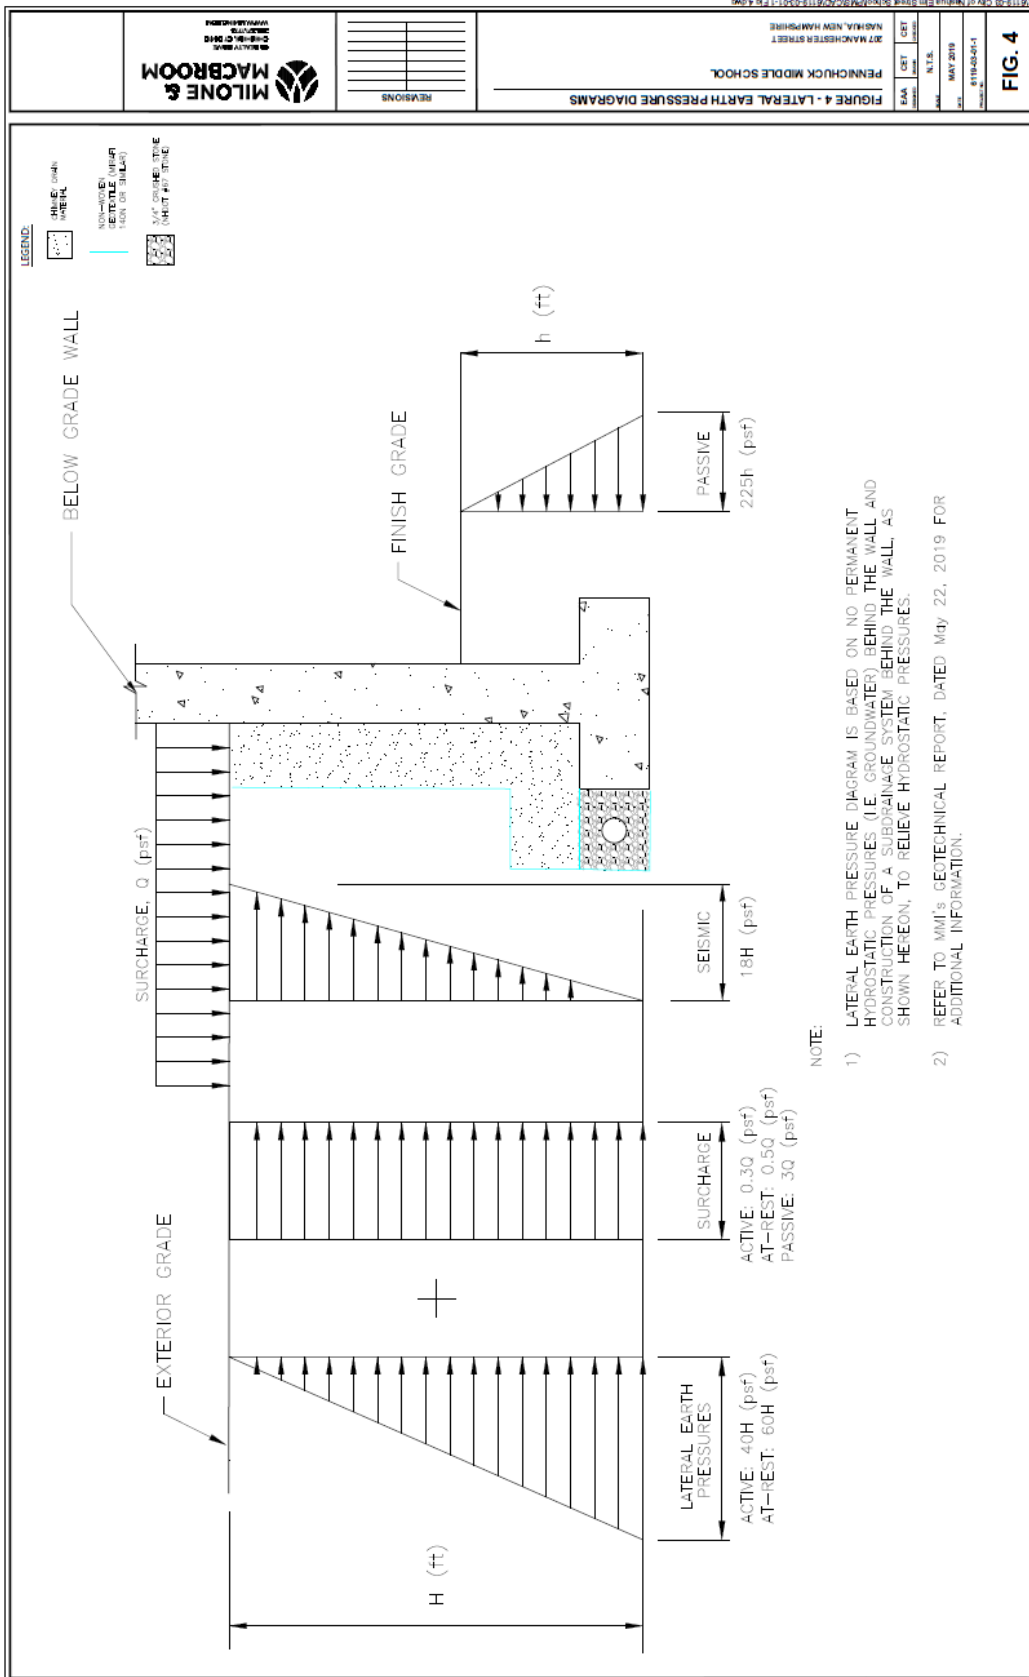 LEGEND:
CHIMNEY DRAIN
MATERIAL
NON-WOVEN
GEOTEXTILE (MIRAFI
140N OR SIMILAR)
3/4" CRUSHED STONE
(NHDOT #67 STONE)
BELOW GRADE WALL
SURCHARGE, Q (psf)
EXTERIOR GRADE
FINISH GRADE
H (ft)
h (ft)
LATERAL EARTH
PRESSURES
ACTIVE: 40H (psf)
AT-REST: 60H (psf)
SURCHARGE
ACTIVE: 0.3Q (psf)
AT-REST: 0.5Q (psf)
PASSIVE: 3Q (psf)
SEISMIC
18H (psf)
PASSIVE
225h (psf)
NOTE:
1) LATERAL EARTH PRESSURE DIAGRAM IS BASED ON NO PERMANENT
HYDROSTATIC PRESSURES (I.E. GROUNDWATER) BEHIND THE WALL AND
CONSTRUCTION OF A SUBDRAINAGE SYSTEM BEHIND THE WALL, AS
SHOWN HEREON, TO RELIEVE HYDROSTATIC PRESSURES.
2) REFER TO MMI's GEOTECHNICAL REPORT, DATED May 22, 2019 FOR
ADDITIONAL INFORMATION.
MILONE &
MACBROOM
REVISIONS
FIGURE 4 - LATERAL EARTH PRESSURE DIAGRAMS
PENNICHUCK MIDDLE SCHOOL
207 MANCHESTER STREET
NASHUA, NEW HAMPSHIRE
EAA CET CET
N.T.S.
MAY 2019
6119-03-01-1
FIG. 4